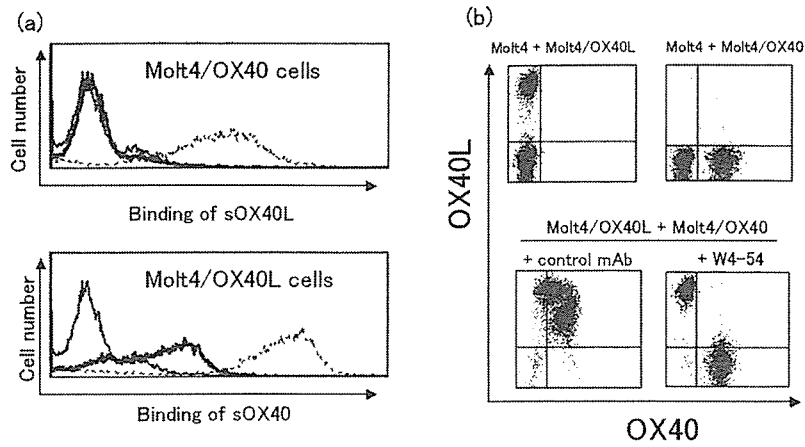 (a)
Molt4/OX40 cells
Cell number
Binding of sOX40L
Molt4/OX40L cells
Cell number
Binding of sOX40
(b)
Molt4 + Molt4/OX40L
Molt4 + Molt4/OX40
OX40L
Molt4/OX40L + Molt4/OX40
+ control mAb
+ W4-54
OX40